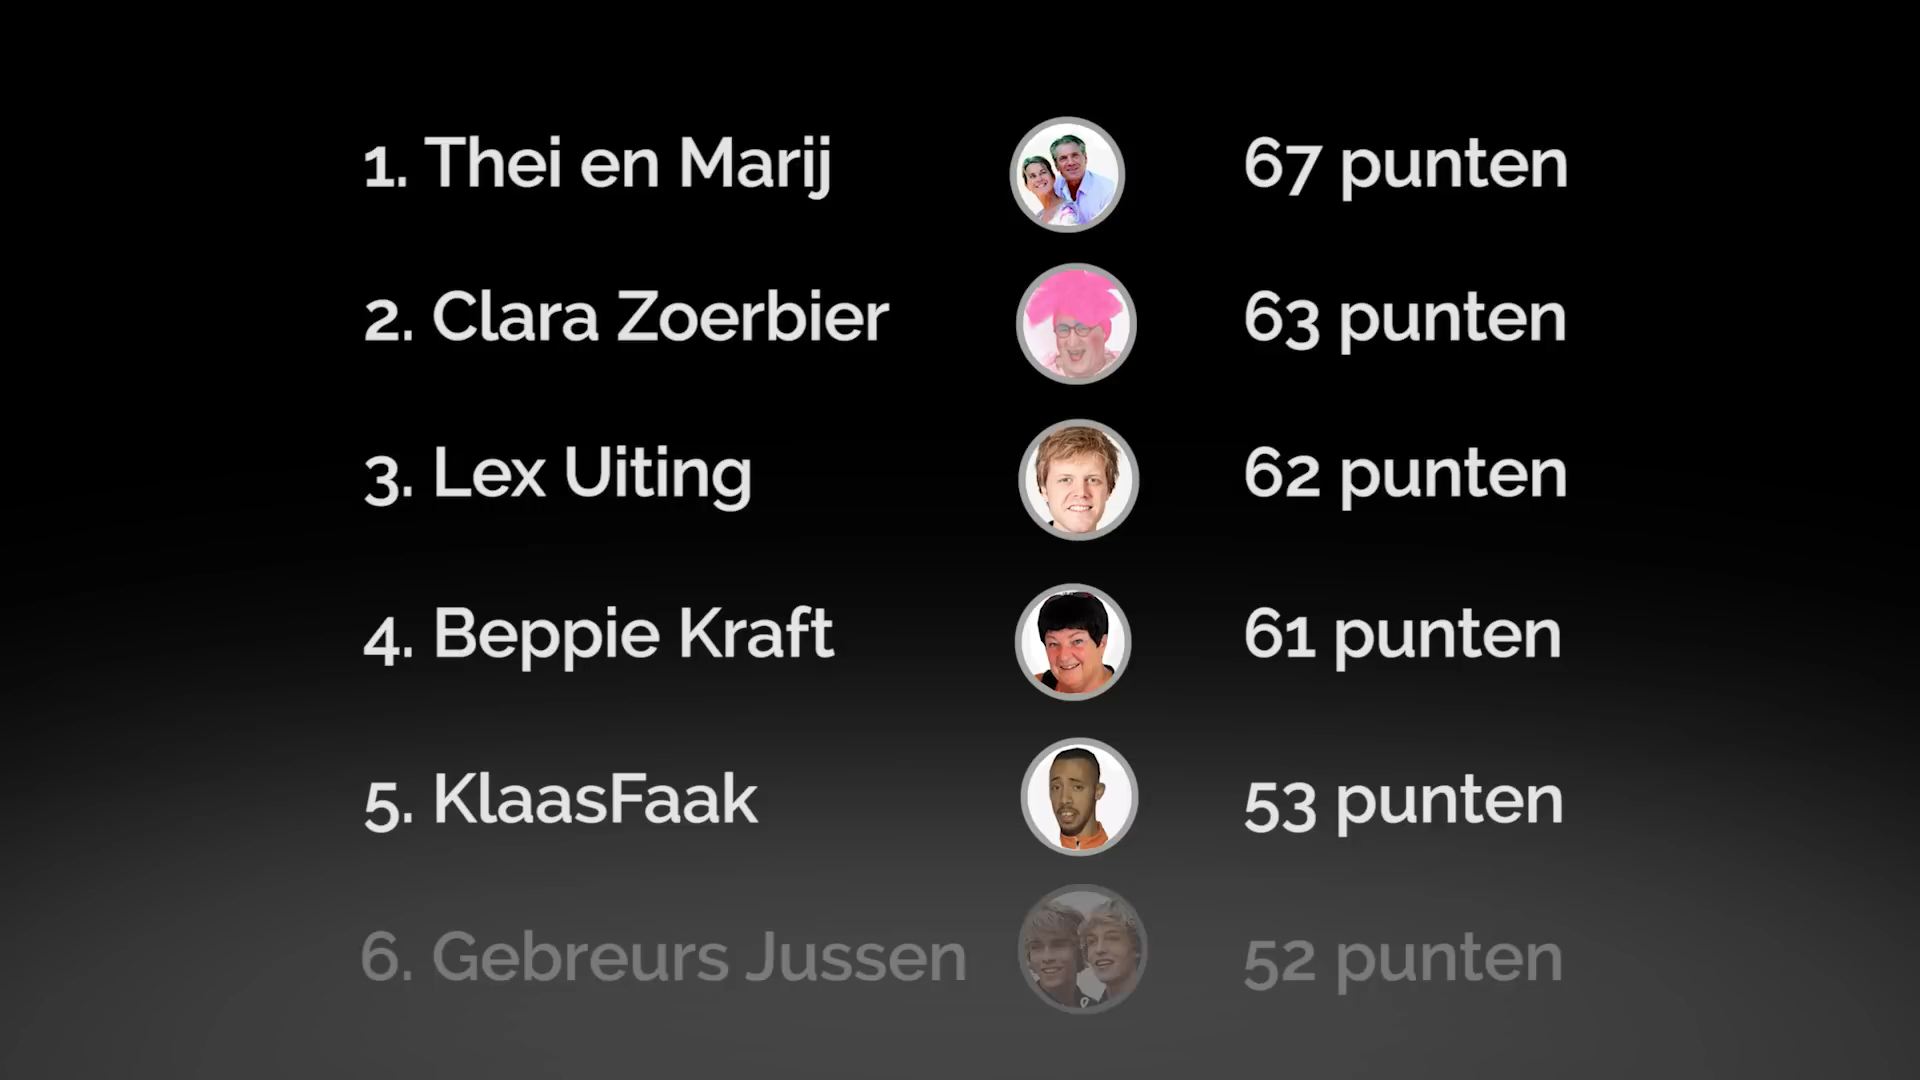 1. Thei en Marij 67 punten
2. Clara Zoerbier 63 punten
3. Lex Uiting 62 punten
4. Beppie Kraft 61 punten
5. KlaasFaak 53 punten
6. Gebreurs Jussen 52 punten